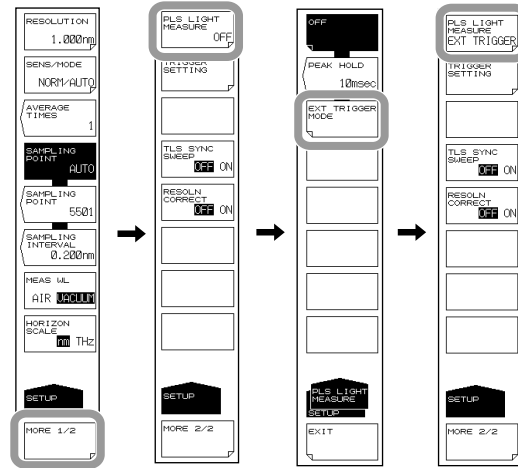 RESOLUTION
1.000nm
SENS/MODE
NORM/AUTO
AVERAGE
TIMES
1
SAMPLING
POINT
AUTO
SAMPLING
POINT
5501
SAMPLING
INTERVAL
0.200nm
MEAS WL
AIR VACUUM
HORIZON
SCALE
nm THz
SETUP
MORE 1/2
PLS LIGHT
MEASURE
OFF
TRIGGER
SETTING
TLS SYNC
SWEEP
OFF ON
RESOLN
CORRECT
OFF ON
SETUP
MORE 2/2
OFF
PEAK HOLD
10msec
EXT TRIGGER
MODE
PLS LIGHT
MEASURE
SETUP
EXIT
PLS LIGHT
MEASURE
EXT TRIGGER
TRIGGER
SETTING
TLS SYNC
SWEEP
OFF ON
RESOLN
CORRECT
OFF ON
SETUP
MORE 2/2